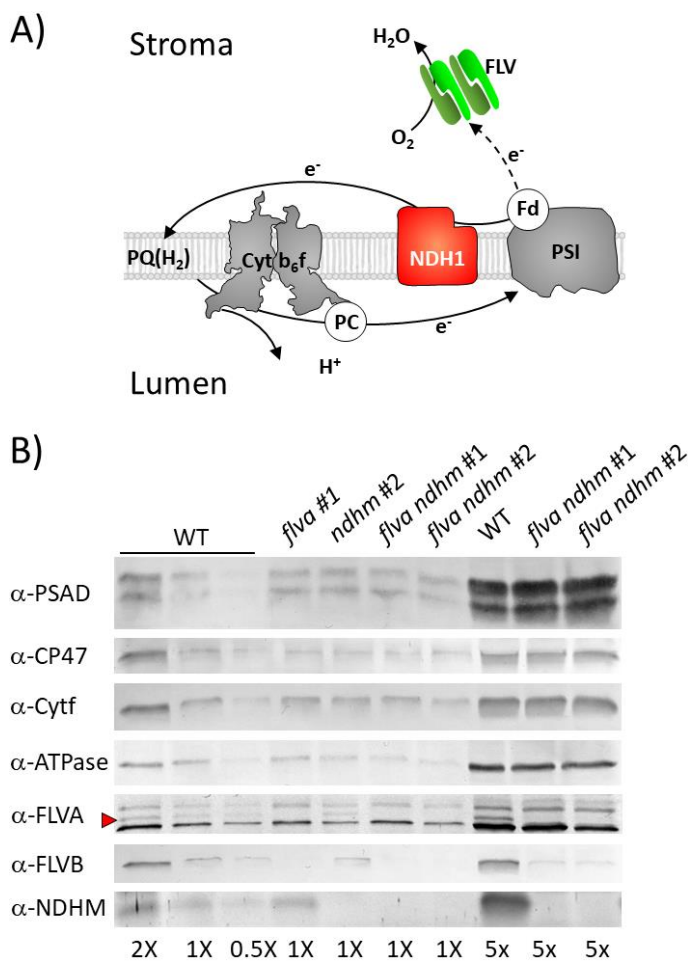 A)
Stroma
H2O
FLV
O2
e-
e-
Fd
PQ(H2)
Cyt b6f
NDH1
PSI
PC
e-
H+
Lumen
B)
WT
flva #1
ndhm #2
flva ndhm #1
flva ndhm #2
WT
flva ndhm #1
flva ndhm #2
α-PSAD
α-CP47
α-Cytf
α-ATPase
α-FLVA
α-FLVB
α-NDHM
2X 1X 0.5X 1X 1X 1X 1X 5x 5x 5x